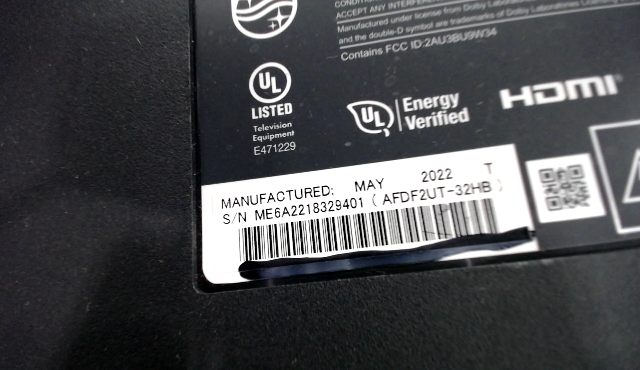 ACCEPT ANY INTERFERENCE
Manufactured under license from Dolby Laboratories
and the double-D symbol are trademarks of Dolby Laboratories
Contains FCC ID:2AU3BU9W34
UL
LISTED
Television
Equipment
E471229
UL
Energy
Verified
HDMI
MANUFACTURED: MAY 2022 T
S/N ME6A2218329401 ( AFDF2UT-32HB )